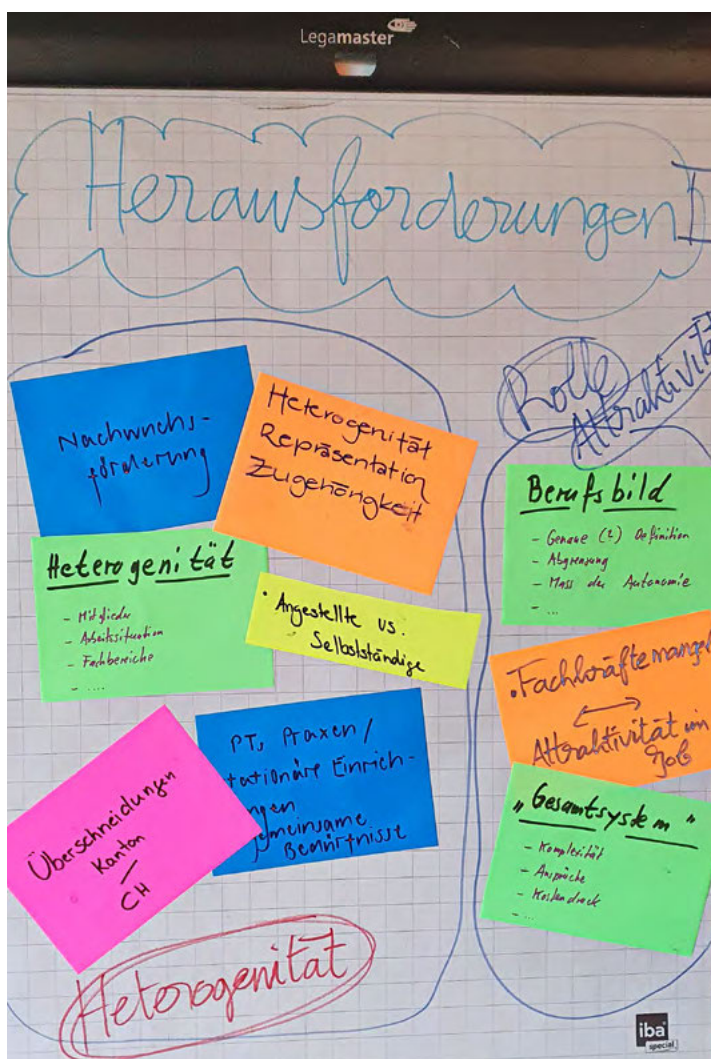 Legamaster
Herausforderungen
Nachwuchs-
förderung
Heterogenität
Repräsentation
Zugehörigkeit
Heterogenität
- Mitglieder
- Arbeitssituation
- Fachbereiche
- ....
• Angestellte vs.
Selbstständige
PT, Praxen /
tationäre Einrich-
ungen
gemeinsame
Bedürfnisse
Überschneidungen
Kanton
/
CH
Heterogenität
Rolle
Attraktivität
Berufsbild
- Genaue (?) Definition
- Abgrenzung
- Mass der Autonomie
- ...
• Fachkräftemangel
Attraktivität im
Job
"Gesamtsystem"
- Komplexität
- Ansprüche
- Kostendruck
- ...
iba
special